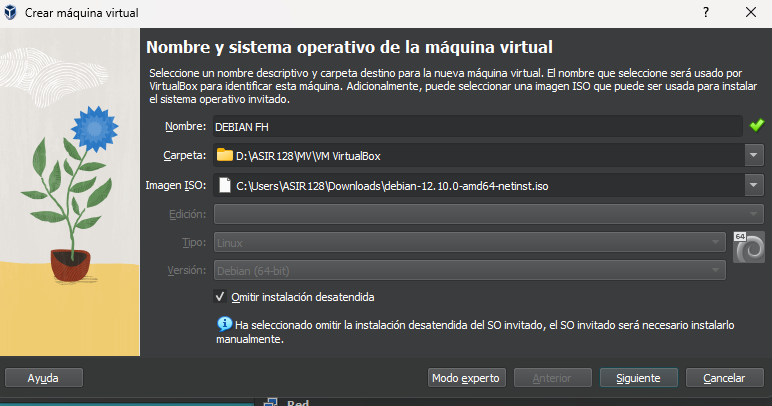 Crear máquina virtual
Nombre y sistema operativo de la máquina virtual
Seleccione un nombre descriptivo y carpeta destino para la nueva máquina virtual. El nombre que seleccione será usado por
VirtualBox para identificar esta máquina. Adicionalmente, puede seleccionar una imagen ISO que puede ser usada para instalar
el sistema operativo invitado.
Nombre: DEBIAN FH
Carpeta: D:\ASIR128\MV\VM VirtualBox
Imagen ISO: C:\Users\ASIR128\Downloads\debian-12.10.0-amd64-netinst.iso
Edición:
Tipo: Linux
64
Versión: Debian (64-bit)
Omitir instalación desatendida
Ha seleccionado omitir la instalación desatendida del SO invitado, el SO invitado será necesario instalarlo
manualmente.
Ayuda Modo experto Anterior Siguiente Cancelar
Red